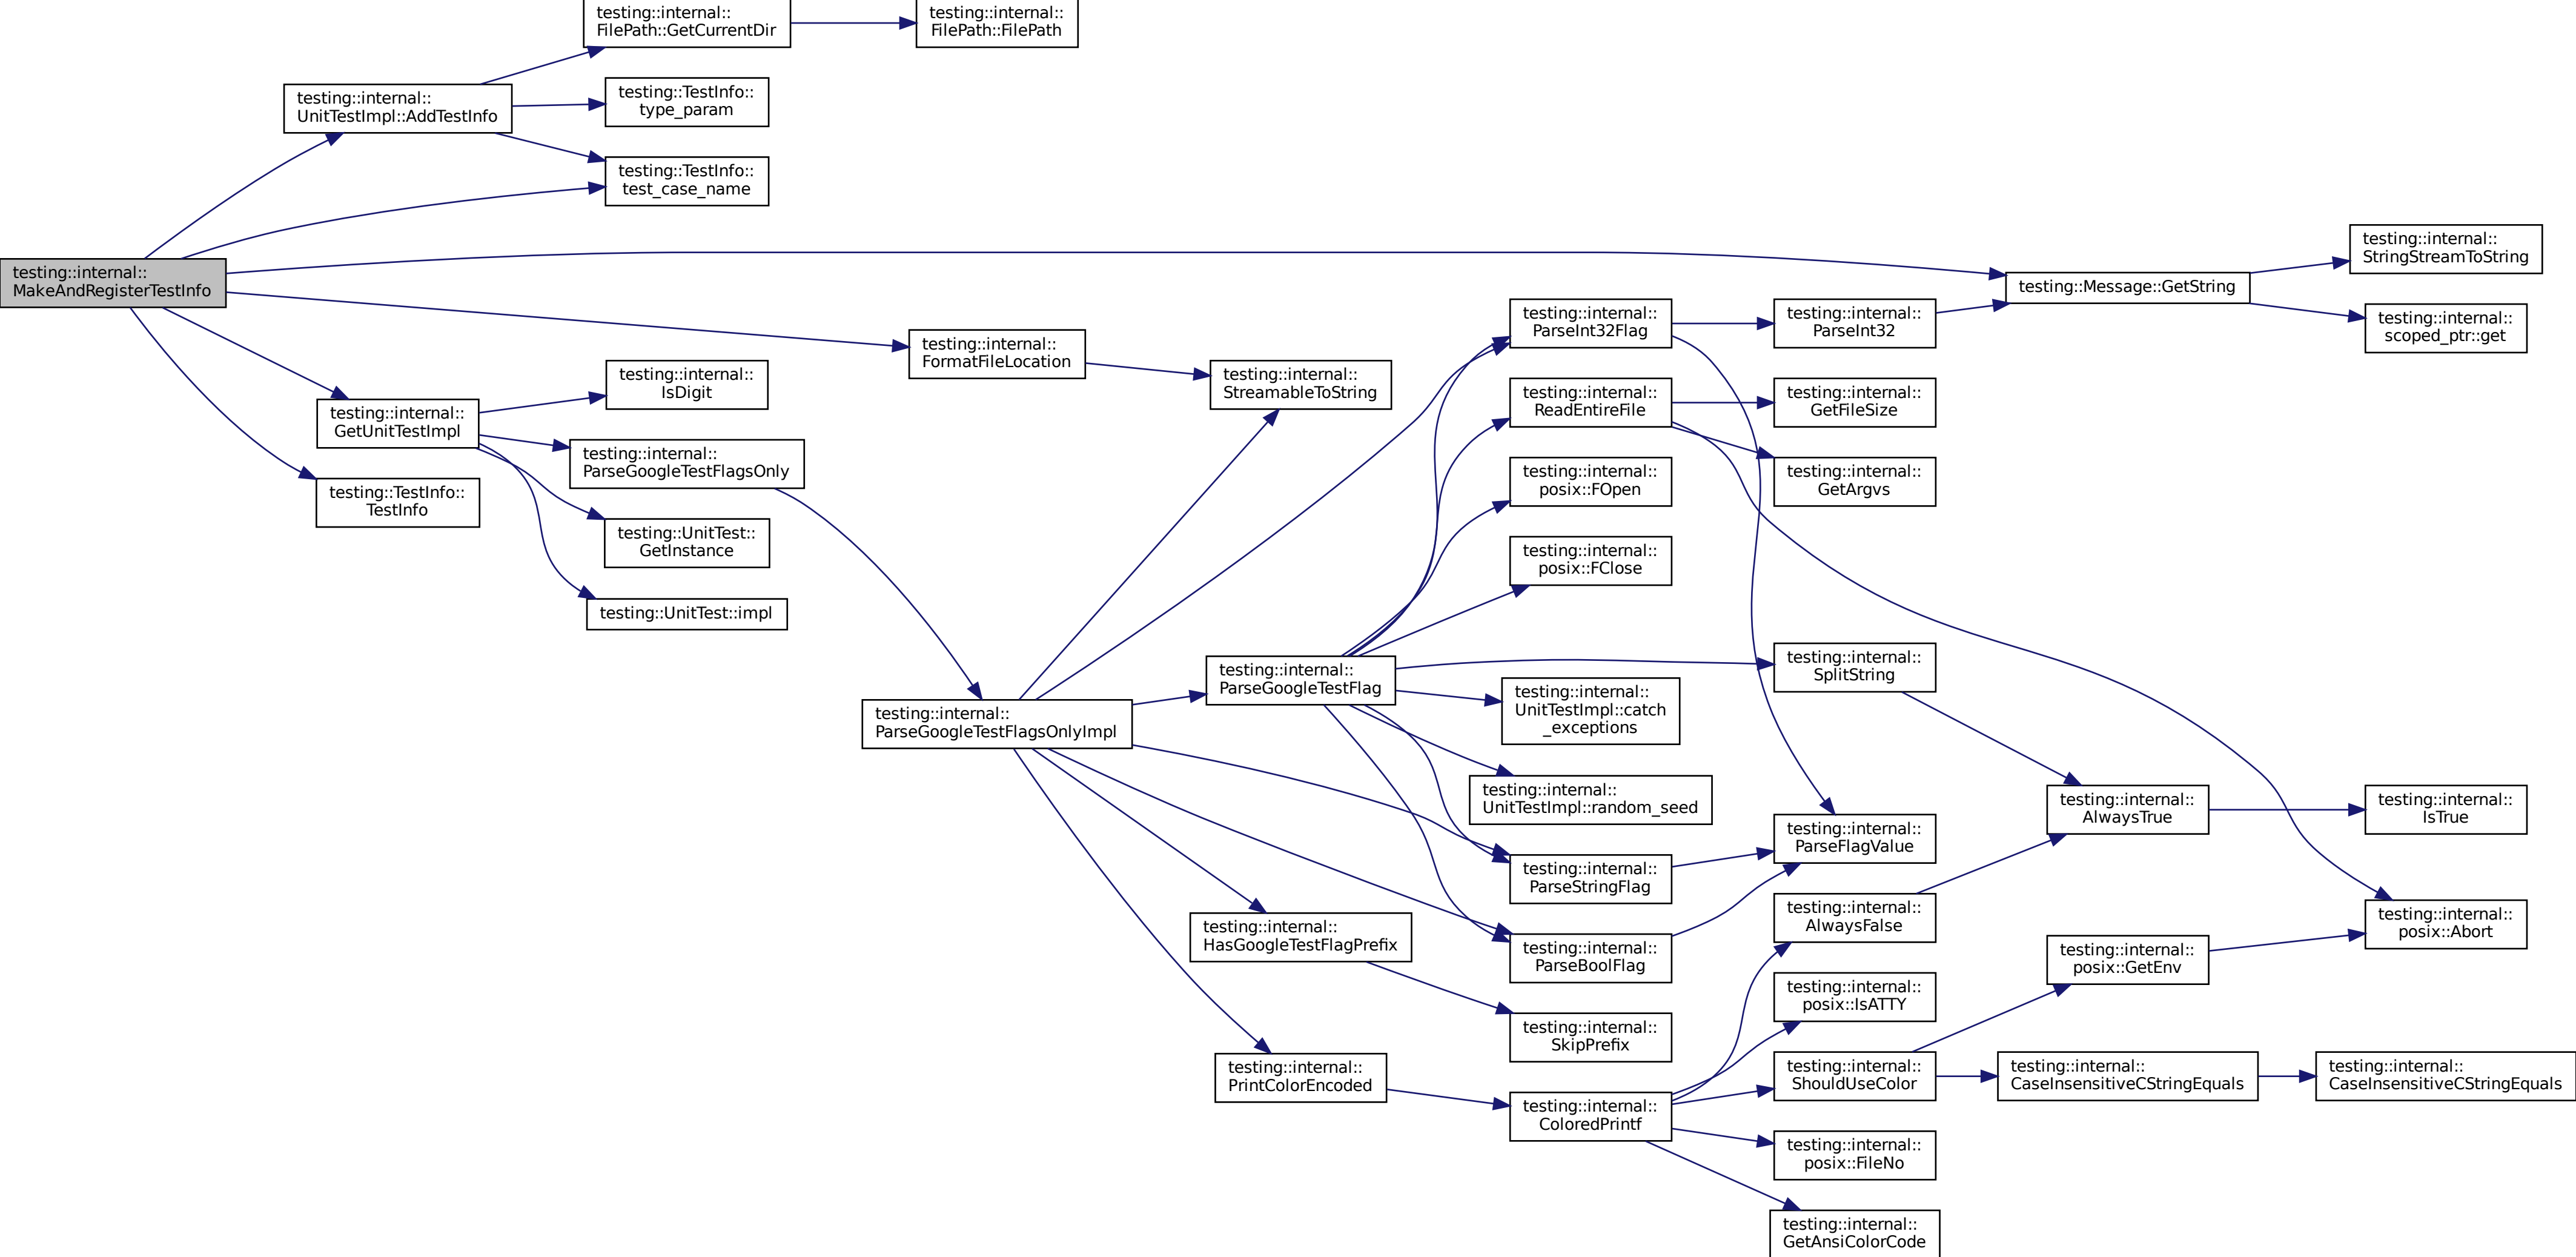 testing::internal::
FilePath::GetCurrentDir
testing::internal::
FilePath::FilePath
testing::internal::
UnitTestImpl::AddTestInfo
testing::TestInfo::
type_param
testing::TestInfo::
test_case_name
testing::internal::
MakeAndRegisterTestInfo
testing::Message::GetString
testing::internal::
StringStreamToString
testing::internal::
scoped_ptr::get
testing::internal::
FormatFileLocation
testing::internal::
StreamableToString
testing::internal::
GetUnitTestImpl
testing::internal::
IsDigit
testing::internal::
ParseGoogleTestFlagsOnly
testing::TestInfo::
TestInfo
testing::UnitTest::
GetInstance
testing::UnitTest::impl
testing::internal::
ParseGoogleTestFlagsOnlyImpl
testing::internal::
ParseGoogleTestFlag
testing::internal::
HasGoogleTestFlagPrefix
testing::internal::
PrintColorEncoded
testing::internal::
ParseInt32Flag
testing::internal::
ReadEntireFile
testing::internal::
posix::FOpen
testing::internal::
posix::FClose
testing::internal::
UnitTestImpl::catch
_exceptions
testing::internal::
UnitTestImpl::random_seed
testing::internal::
ParseStringFlag
testing::internal::
ParseBoolFlag
testing::internal::
SkipPrefix
testing::internal::
ColoredPrintf
testing::internal::
ParseInt32
testing::internal::
GetFileSize
testing::internal::
GetArgvs
testing::internal::
SplitString
testing::internal::
ParseFlagValue
testing::internal::
AlwaysFalse
testing::internal::
posix::IsATTY
testing::internal::
ShouldUseColor
testing::internal::
posix::FileNo
testing::internal::
GetAnsiColorCode
testing::internal::
AlwaysTrue
testing::internal::
posix::GetEnv
testing::internal::
CaseInsensitiveCStringEquals
testing::internal::
IsTrue
testing::internal::
posix::Abort
testing::internal::
CaseInsensitiveCStringEquals